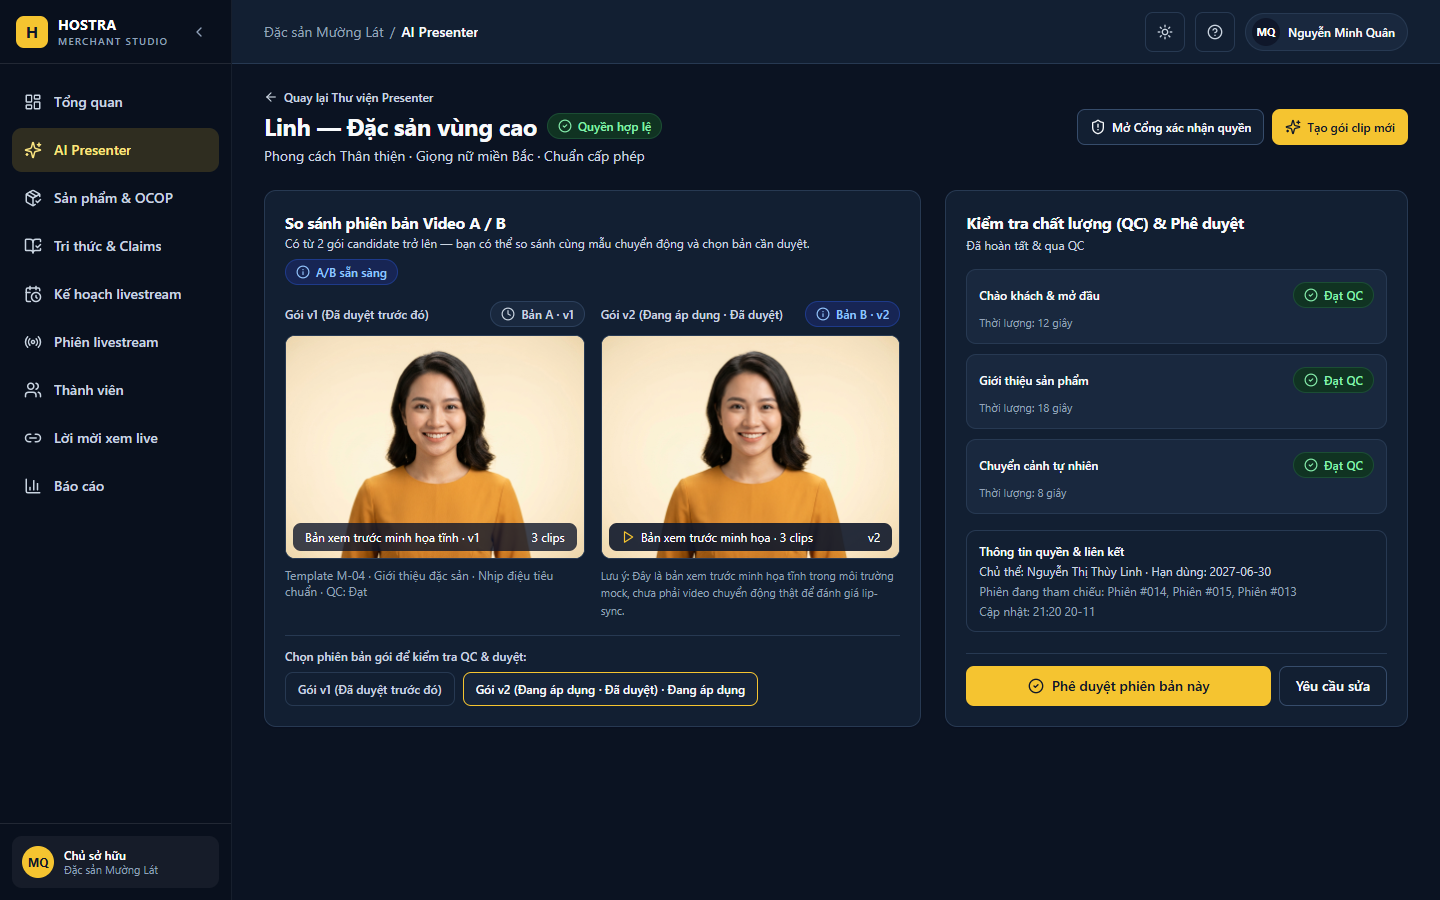 H
HOSTRA
MERCHANT STUDIO
Đặc sản Mường Lát / AI Presenter
MQ
Nguyễn Minh Quân
Tổng quan
AI Presenter
Sản phẩm & OCOP
Tri thức & Claims
Kế hoạch livestream
Phiên livestream
Thành viên
Lời mời xem live
Báo cáo
MQ
Chủ sở hữu
Đặc sản Mường Lát
Quay lại Thư viện Presenter
Linh — Đặc sản vùng cao
Quyền hợp lệ
Phong cách Thân thiện · Giọng nữ miền Bắc · Chuẩn cấp phép
Mở Cổng xác nhận quyền
Tạo gói clip mới
So sánh phiên bản Video A / B
Có từ 2 gói candidate trở lên — bạn có thể so sánh cùng mẫu chuyển động và chọn bản cần duyệt.
A/B sẵn sàng
Gói v1 (Đã duyệt trước đó)
Bản A · v1
Bản xem trước minh họa tĩnh · v1
3 clips
Template M-04 · Giới thiệu đặc sản · Nhịp điệu tiêu
chuẩn · QC: Đạt
Gói v2 (Đang áp dụng · Đã duyệt)
Bản B · v2
Bản xem trước minh họa · 3 clips
v2
Lưu ý: Đây là bản xem trước minh họa tĩnh trong môi trường
mock, chưa phải video chuyển động thật để đánh giá lip-
sync.
Chọn phiên bản gói để kiểm tra QC & duyệt:
Gói v1 (Đã duyệt trước đó)
Gói v2 (Đang áp dụng · Đã duyệt) · Đang áp dụng
Kiểm tra chất lượng (QC) & Phê duyệt
Đã hoàn tất & qua QC
Chào khách & mở đầu
Đạt QC
Thời lượng: 12 giây
Giới thiệu sản phẩm
Đạt QC
Thời lượng: 18 giây
Chuyển cảnh tự nhiên
Đạt QC
Thời lượng: 8 giây
Thông tin quyền & liên kết
Chủ thể: Nguyễn Thị Thùy Linh · Hạn dùng: 2027-06-30
Phiên đang tham chiếu: Phiên #014, Phiên #015, Phiên #013
Cập nhật: 21:20 20-11
Phê duyệt phiên bản này
Yêu cầu sửa